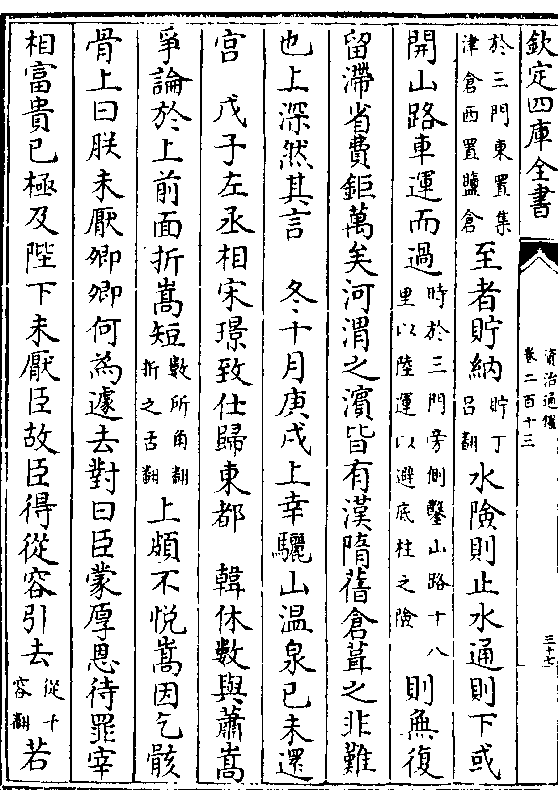 欽定四庫全書
資治通鑑
卷二百十三
三十七
於三門東置集
津倉西置鹽倉
至者貯納
貯丁
呂翻
水險則止水通則下或
開山路車運而過
時於三門旁側鑿山路十八
里以陸運以避底柱之險
則無復
留滯省費鉅萬矣河渭之濵皆有漢隋舊倉葺之非難
也上深然其言　冬十月庚戌上幸驪山温泉已未還
宮　戊子左丞相宋璟致仕歸東都　韓休數與蕭嵩
爭論於上前面折嵩短
數所角翻
折之舌翻
上頗不悦嵩因乞骸
骨上曰朕未厭卿卿何為遽去對曰臣蒙厚恩待罪宰
相富貴已極及陛下未厭臣故臣得從容引去
從千
容翻
若